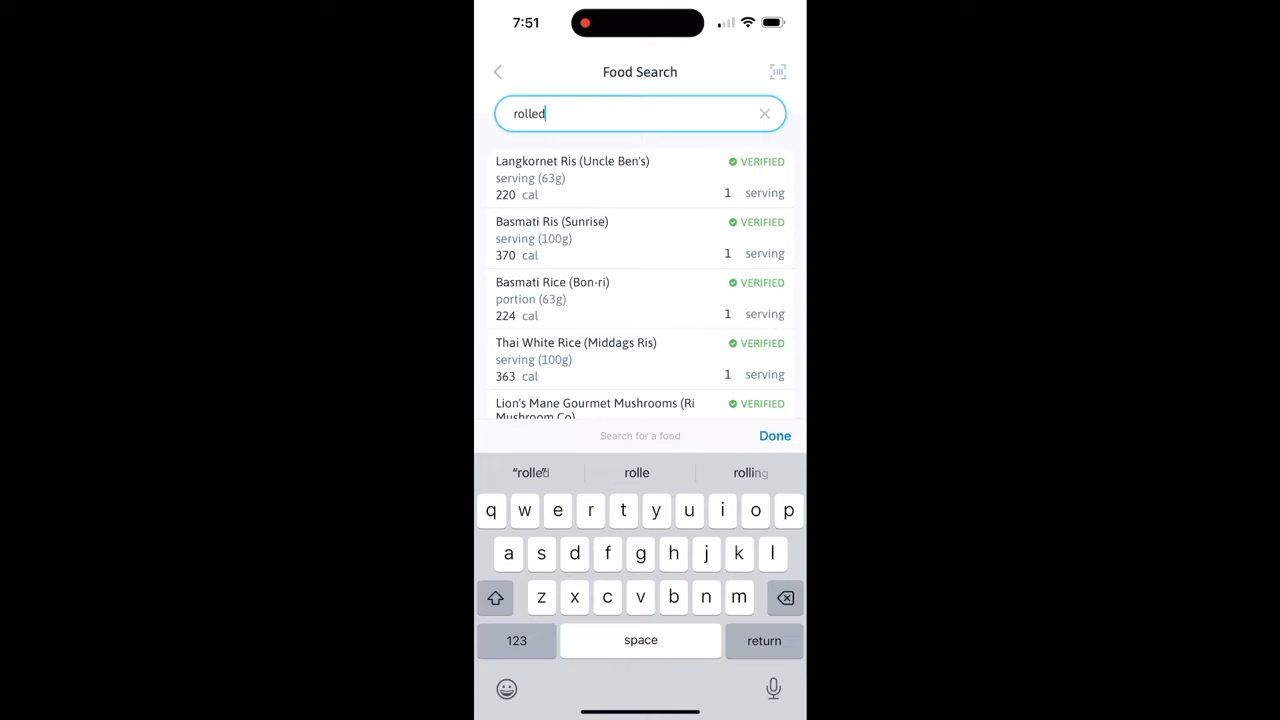 7:51
Food Search
rolled
Langkornet Ris (Uncle Ben's)
VERIFIED
serving (63g)
220 cal
1 serving
Basmati Ris (Sunrise)
VERIFIED
serving (100g)
370 cal
1 serving
Basmati Rice (Bon-ri)
VERIFIED
portion (63g)
224 cal
1 serving
Thai White Rice (Middags Ris)
VERIFIED
serving (100g)
363 cal
1 serving
Lion's Mane Gourmet Mushrooms (Ri
VERIFIED
Mushroom Co)
Search for a food
Done
rolle
rolling
q w e r t y u i o p
a s d f g h j k l
z x c v b n m
123
space
return